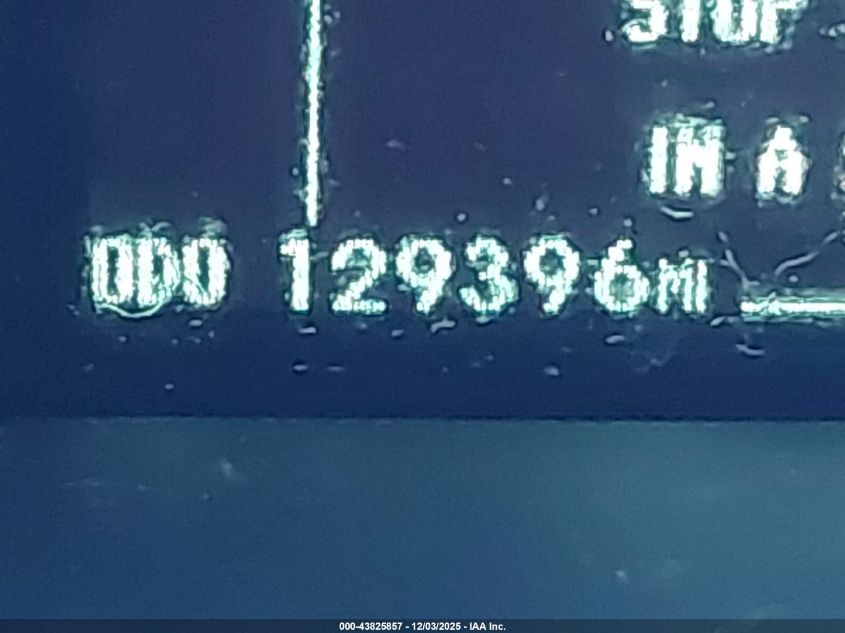 STOP
IN A
ODO 129396MI
000-43825857 - 12/03/2025 - IAA Inc.